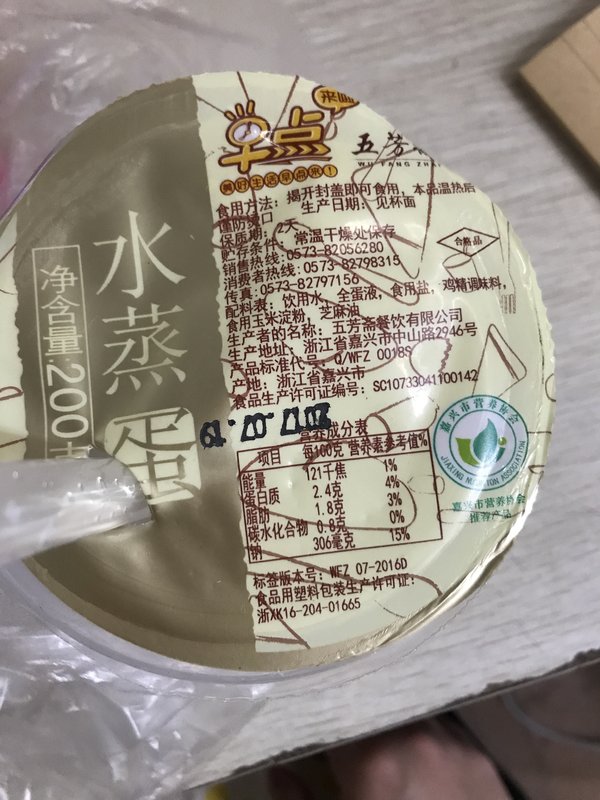 来啦
早点
美好生活早点来！
五芳
WU FANG ZHA
食用方法：揭开封盖即可食用，本品温热后
谨防烫口 生产日期：见杯面
保质期：2天
贮存条件：常温干燥处保存
销售热线：0573-82056280
消费者热线：0573-82798315
传真：0573-82797156
配料表：饮用水，全蛋液，食用盐，鸡精调味料，
食用玉米淀粉，芝麻油
生产者的名称：五芳斋餐饮有限公司
生产地址：浙江省嘉兴市中山路2946号
产品标准代号：Q/WFZ 0018S
产地：浙江省嘉兴市
食品生产许可证编号：SC10733041100142
合格品
水蒸蛋
净含量200克
营养成分表
项目 每100克 营养素参考值%
能量 121千焦 1%
蛋白质 2.4克 4%
脂肪 1.8克 3%
碳水化合物 0.8克 0%
钠 306毫克 15%
嘉兴市营养协会
JIAXING NUTRITION ASSOCIATION
嘉兴市营养协会
推荐产品
标签版本号：WFZ 07-2016D
食品用塑料包装生产许可证：
浙XK16-204-01665